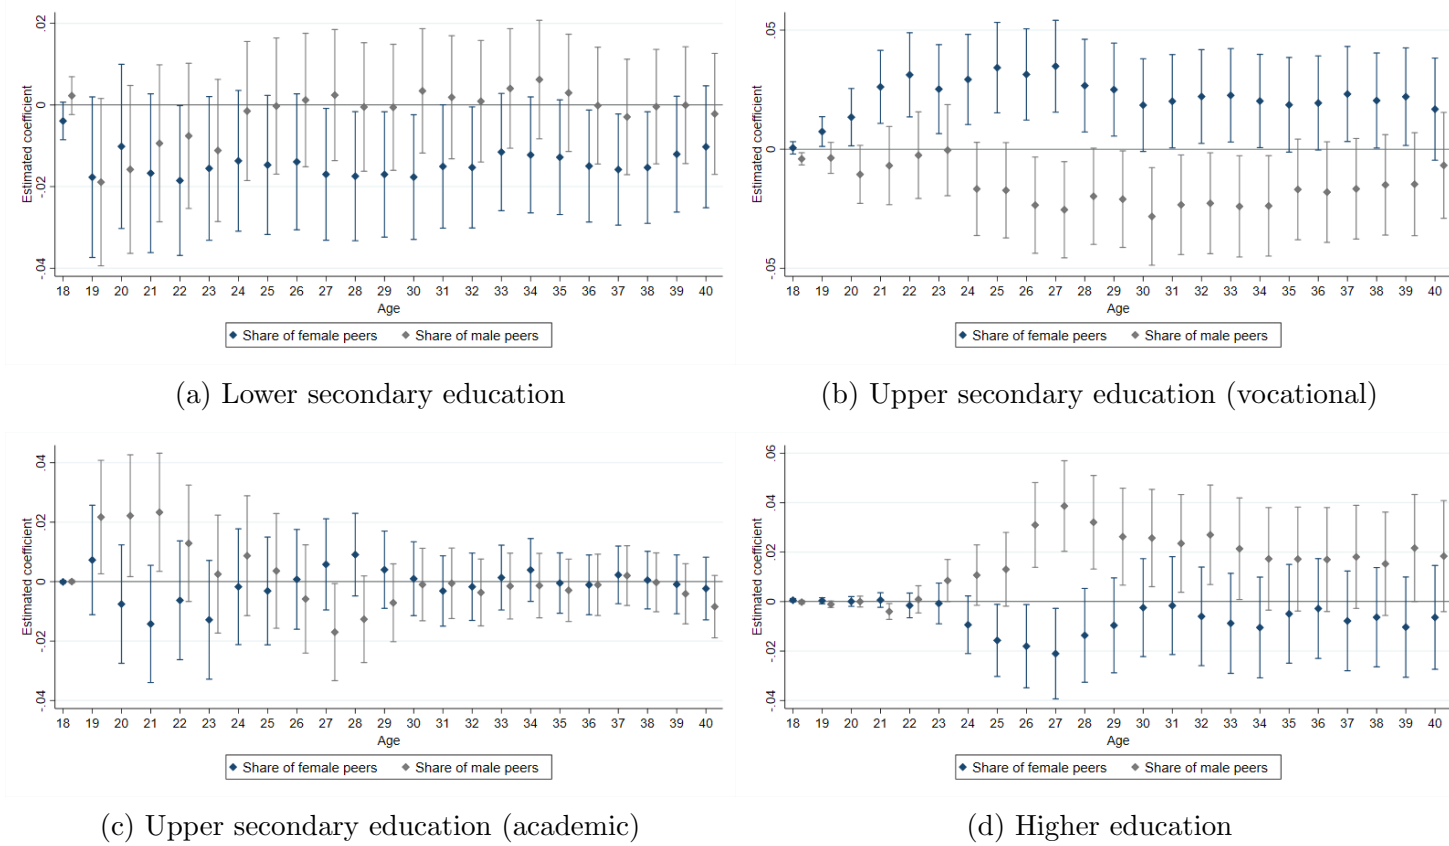 Estimated coefficient
.02
0
-.02
-.04
18 19 20 21 22 23 24 25 26 27 28 29 30 31 32 33 34 35 36 37 38 39 40
Age
Share of female peers Share of male peers
(a) Lower secondary education
Estimated coefficient
.05
0
-.05
18 19 20 21 22 23 24 25 26 27 28 29 30 31 32 33 34 35 36 37 38 39 40
Age
Share of female peers Share of male peers
(b) Upper secondary education (vocational)
Estimated coefficient
.04
.02
0
-.02
-.04
18 19 20 21 22 23 24 25 26 27 28 29 30 31 32 33 34 35 36 37 38 39 40
Age
Share of female peers Share of male peers
(c) Upper secondary education (academic)
Estimated coefficient
.06
.04
.02
0
-.02
-.04
18 19 20 21 22 23 24 25 26 27 28 29 30 31 32 33 34 35 36 37 38 39 40
Age
Share of female peers Share of male peers
(d) Higher education